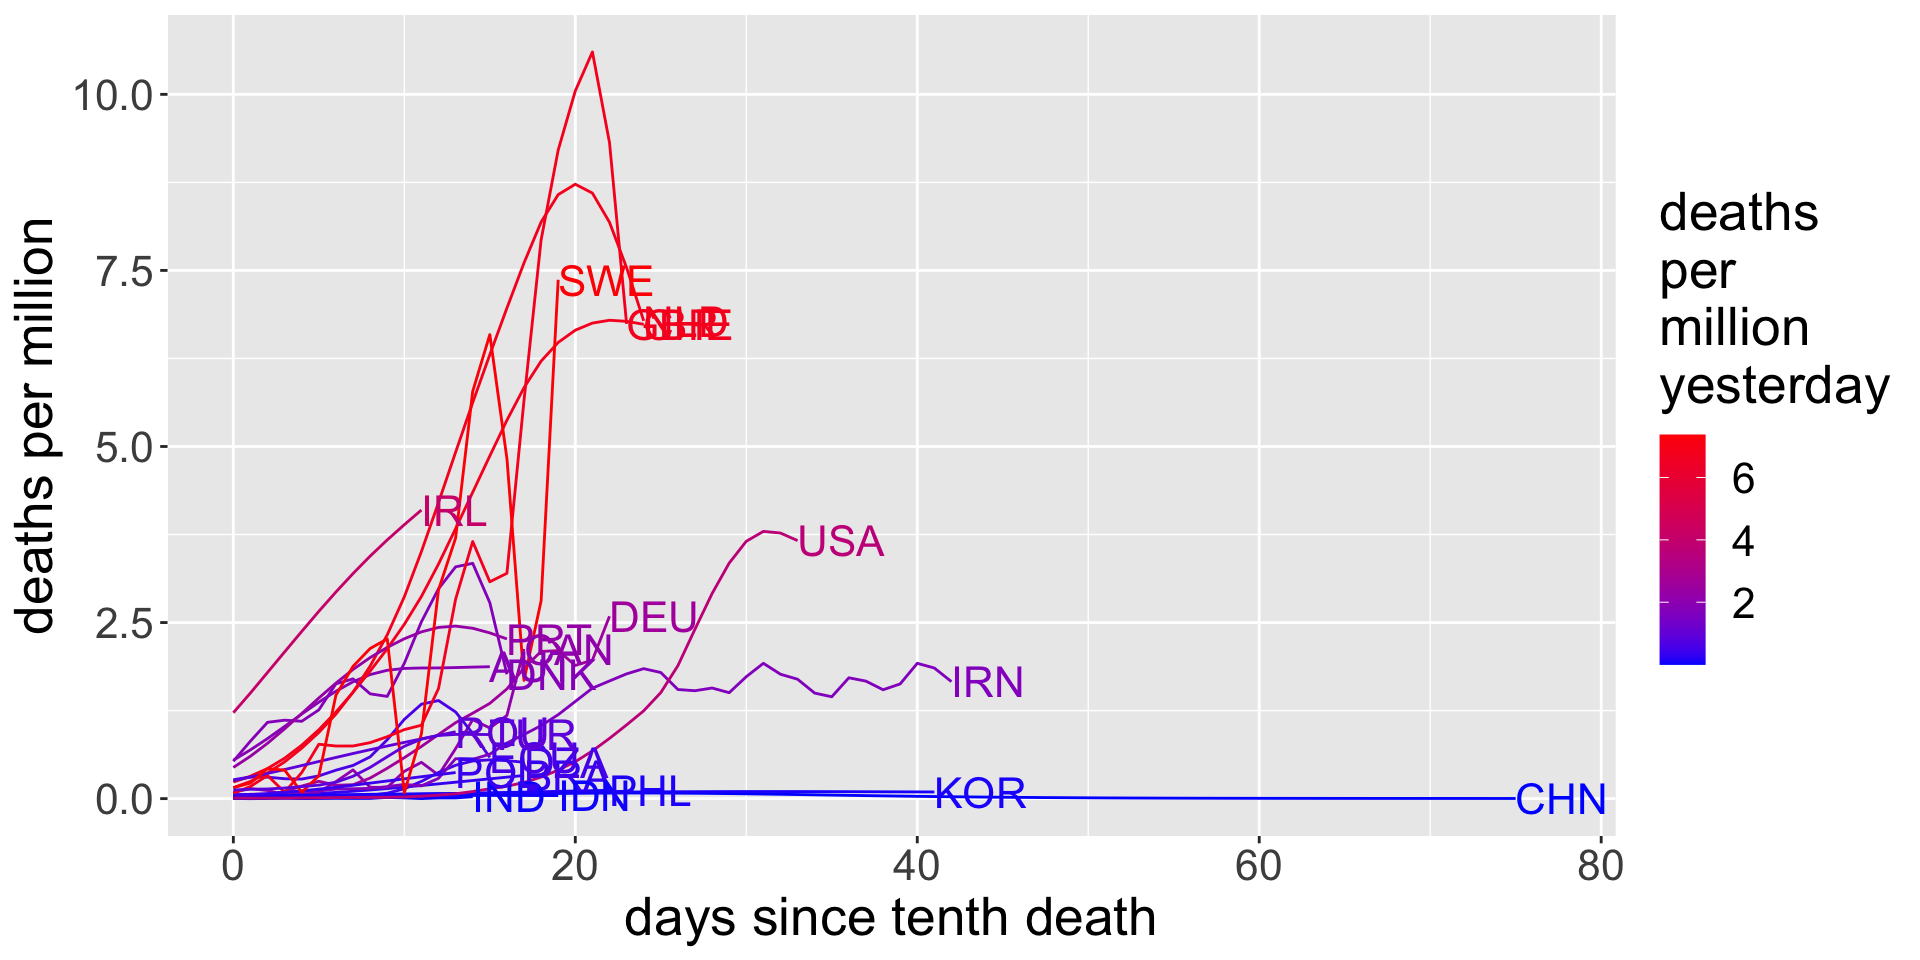 10.0
7.5
5.0
2.5
0.0
0
20
40
60
80
days since tenth death
deaths per million
SWE
IRL
USA
DEU
IRN
PHL
KOR
CHN
IND
IDN
PRT
DNK
deaths
per
million
yesterday
6
4
2